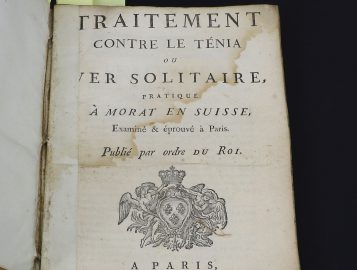 TRAITEMENT
CONTRE LE TÉNIA
OU
VER SOLITAIRE,
PRATIQUÉ
À MORAT EN SUISSE,
Examiné & éprouvé à Paris.
Publié par ordre DU ROI.
A PARIS,